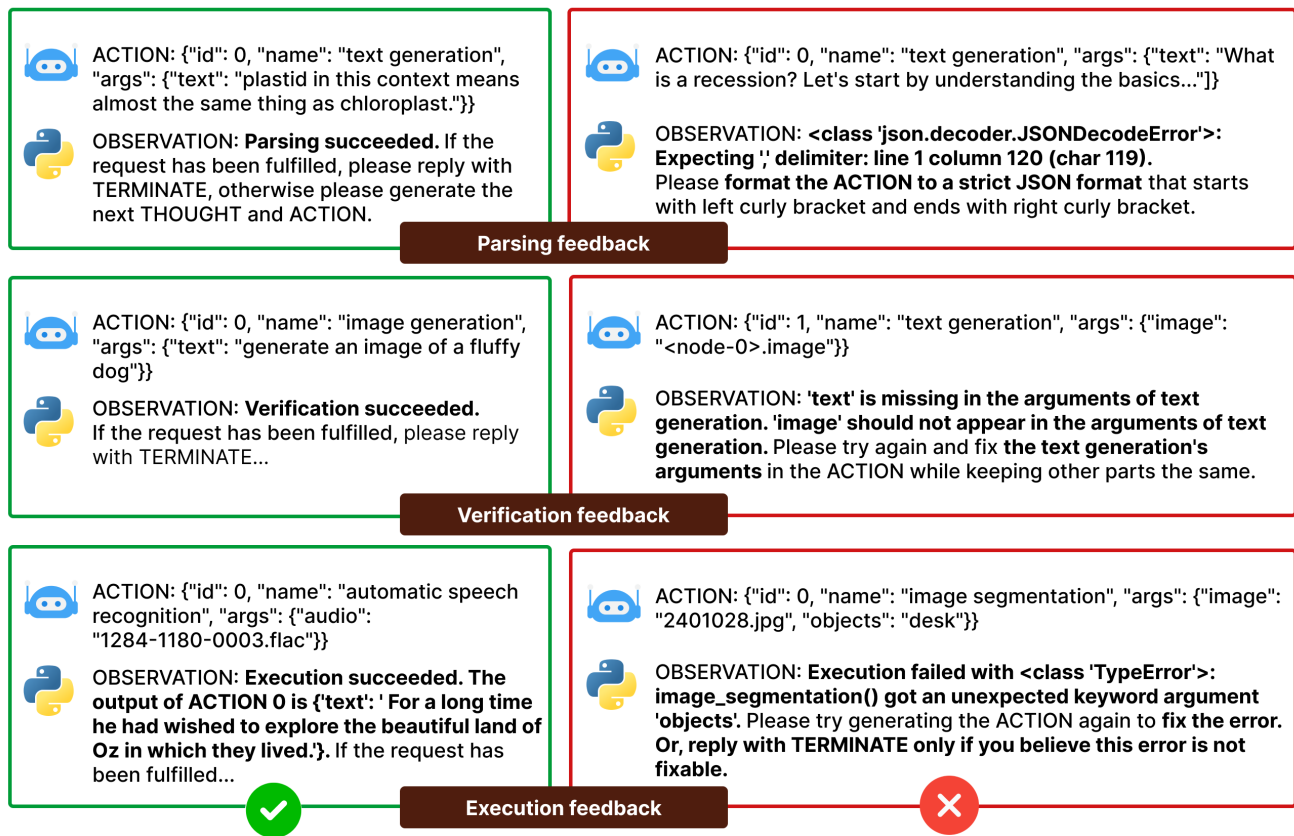 ACTION: {"id": 0, "name": "text generation",
"args": {"text": "plastid in this context means
almost the same thing as chloroplast."}}
OBSERVATION: Parsing succeeded. If the
request has been fulfilled, please reply with
TERMINATE, otherwise please generate the
next THOUGHT and ACTION.
ACTION: {"id": 0, "name": "text generation", "args": {"text": "What
is a recession? Let's start by understanding the basics..."]}
OBSERVATION: <class 'json.decoder.JSONDecodeError'>:
Expecting ',' delimiter: line 1 column 120 (char 119).
Please format the ACTION to a strict JSON format that starts
with left curly bracket and ends with right curly bracket.
Parsing feedback
ACTION: {"id": 0, "name": "image generation",
"args": {"text": "generate an image of a fluffy
dog"}}
OBSERVATION: Verification succeeded.
If the request has been fulfilled, please reply
with TERMINATE...
ACTION: {"id": 1, "name": "text generation", "args": {"image":
"<node-0>.image"}}
OBSERVATION: 'text' is missing in the arguments of text
generation. 'image' should not appear in the arguments of text
generation. Please try again and fix the text generation's
arguments in the ACTION while keeping other parts the same.
Verification feedback
ACTION: {"id": 0, "name": "automatic speech
recognition", "args": {"audio":
"1284-1180-0003.flac"}}
OBSERVATION: Execution succeeded. The
output of ACTION 0 is {'text': ' For a long time
he had wished to explore the beautiful land of
Oz in which they lived.'}. If the request has
been fulfilled...
ACTION: {"id": 0, "name": "image segmentation", "args": {"image":
"2401028.jpg", "objects": "desk"}}
OBSERVATION: Execution failed with <class 'TypeError'>:
image_segmentation() got an unexpected keyword argument
'objects'. Please try generating the ACTION again to fix the error.
Or, reply with TERMINATE only if you believe this error is not
fixable.
Execution feedback